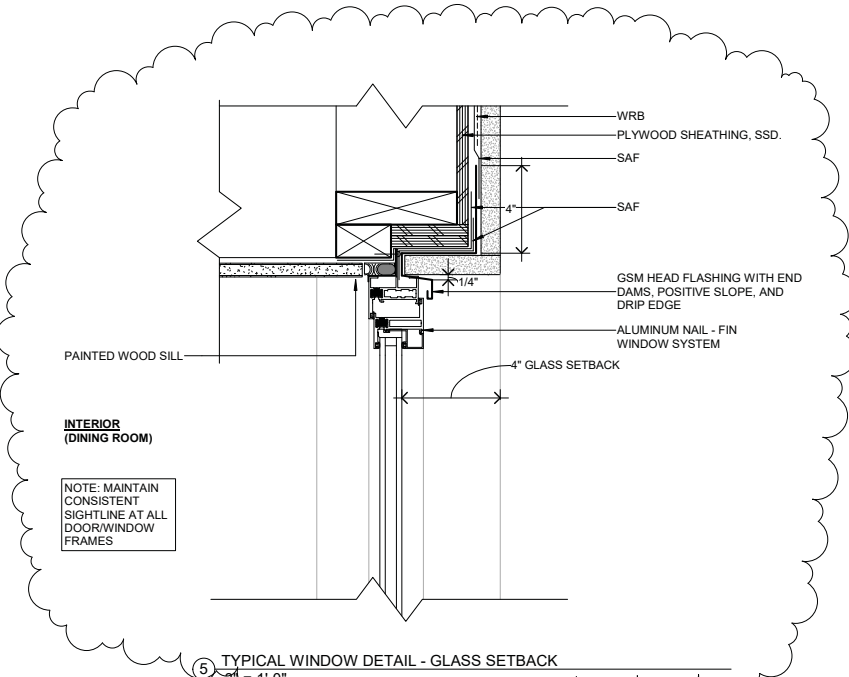 WRB
PLYWOOD SHEATHING, SSD.
SAF
4"
SAF
GSM HEAD FLASHING WITH END
DAMS, POSITIVE SLOPE, AND
DRIP EDGE
1/4"
ALUMINUM NAIL - FIN
WINDOW SYSTEM
PAINTED WOOD SILL
4" GLASS SETBACK
INTERIOR
(DINING ROOM)
NOTE: MAINTAIN
CONSISTENT
SIGHTLINE AT ALL
DOOR/WINDOW
FRAMES
5
TYPICAL WINDOW DETAIL - GLASS SETBACK
= 1'-0"